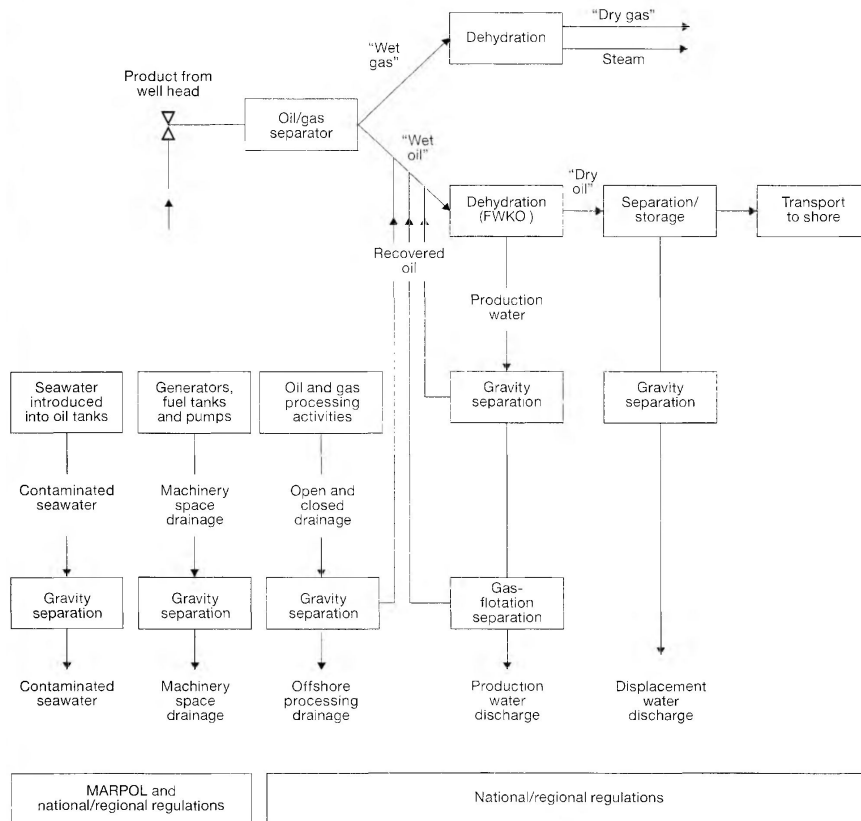 "Dry gas"
Dehydration
Steam
"Wet
gas"
Product from
well head
Oil/gas
separator
"Wet
oil"
"Dry
oil"
Dehydration
(FWKO)
Separation/
storage
Transport
to shore
Recovered
oil
Production
water
Seawater
introduced
into oil tanks
Generators,
fuel tanks
and pumps
Oil and gas
processing
activities
Gravity
separation
Gravity
separation
Contaminated
seawater
Machinery
space
drainage
Open and
closed
drainage
Gravity
separation
Gravity
separation
Gravity
separation
Gas-
flotation
separation
Contaminated
seawater
Machinery
space
drainage
Offshore
processing
drainage
Production
water
discharge
Displacement
water
discharge
MARPOL and
national/regional regulations
National/regional regulations